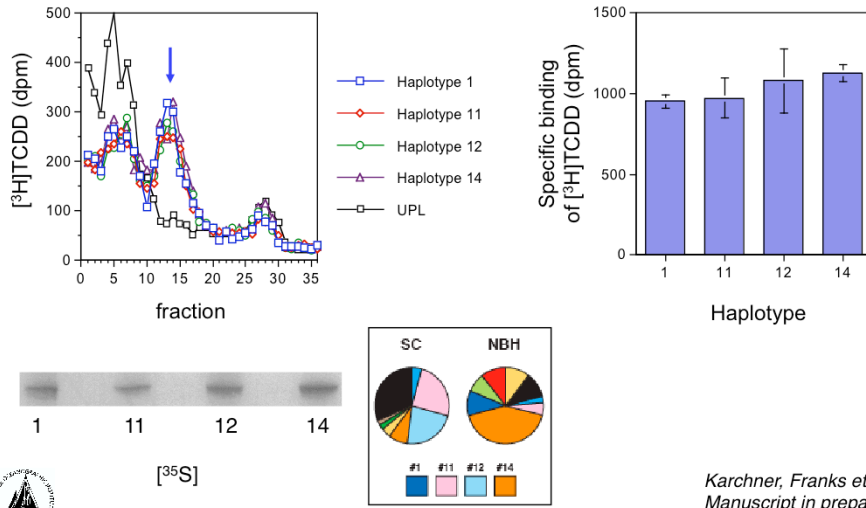 500
400
300
200
100
0
[³H]TCDD (dpm)
0 5 10 15 20 25 30 35
fraction
Haplotype 1
Haplotype 11
Haplotype 12
Haplotype 14
UPL
1500
1000
500
0
Specific binding
of [³H]TCDD (dpm)
1 11 12 14
Haplotype
1 11 12 14
[³⁵S]
SC NBH
#1 #11 #12 #14
Karchner, Franks et
Manuscript in prepa